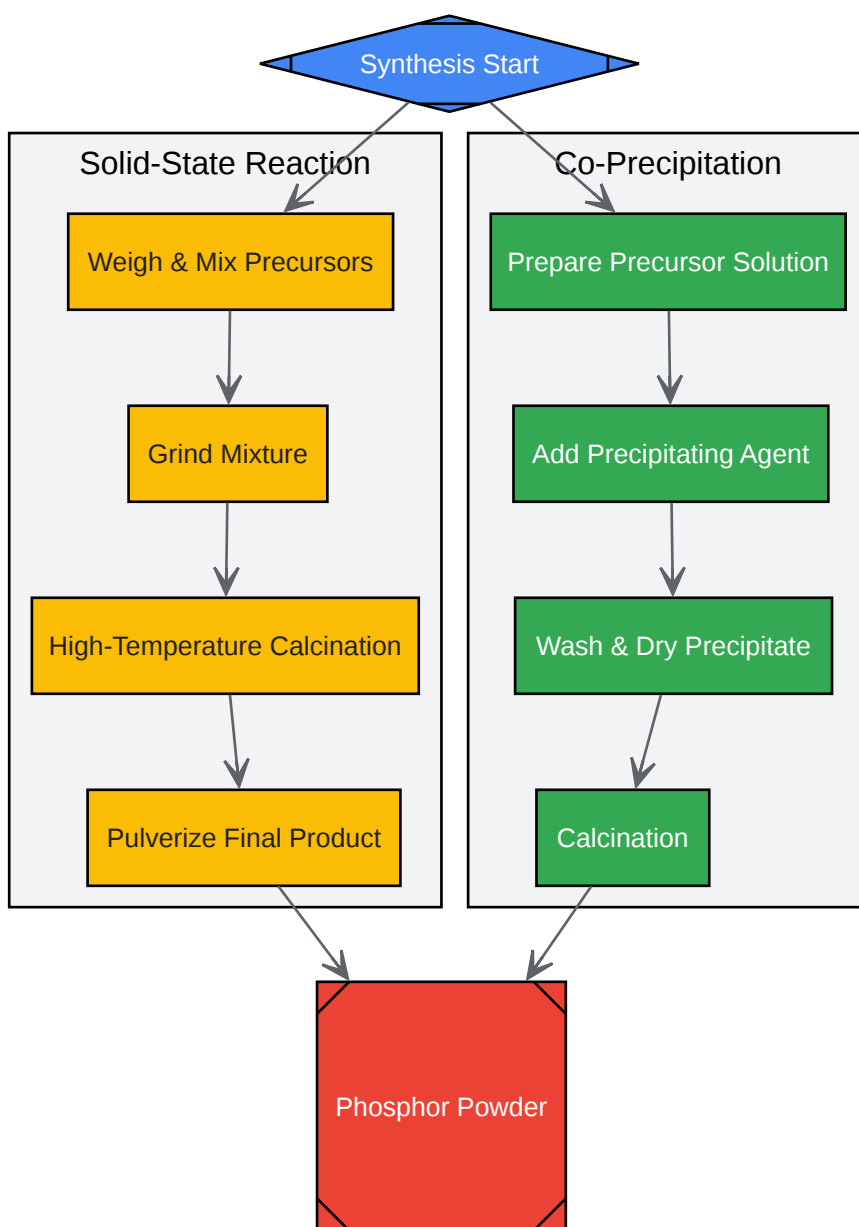 Synthesis Start
Solid-State Reaction
Weigh & Mix Precursors
Grind Mixture
High-Temperature Calcination
Pulverize Final Product
Co-Precipitation
Prepare Precursor Solution
Add Precipitating Agent
Wash & Dry Precipitate
Calcination
Phosphor Powder